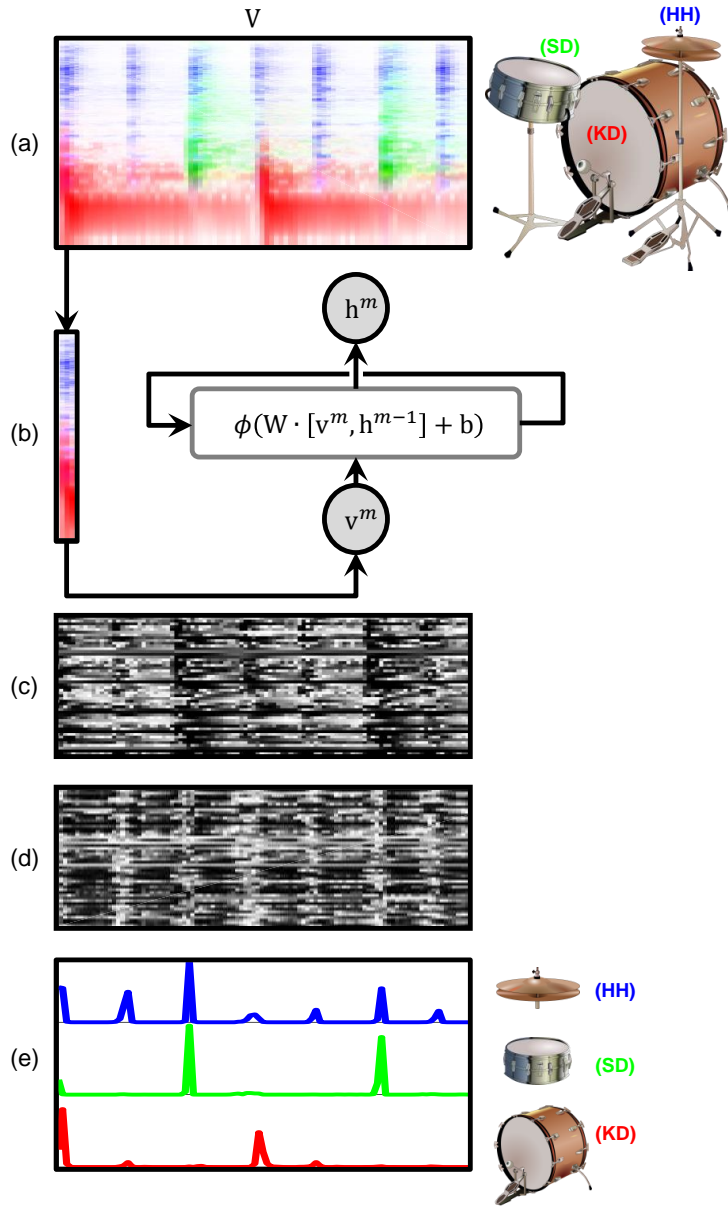 V
(HH)
(SD)
(a)
(KD)
h^m
(b)
ϕ(W · [v^m, h^{m−1}] + b)
v^m
(c)
(d)
(HH)
(e)
(SD)
(KD)